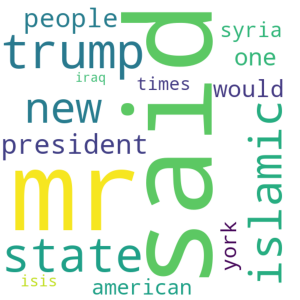 people
syria
trump
said
one
iraq
times
would
new
president
islamic
mr
state
york
isis
american